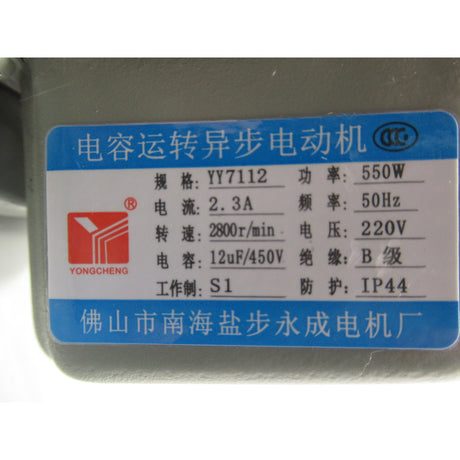 电容运转异步电动机 CCC
规格: YY7112 功率: 550W
电流: 2.3A 频率: 50Hz
转速: 2800r/min 电压: 220V
电容: 12uF/450V 绝缘: B 级
工作制: S1 防护: IP44
®
YONGCHENG
佛山市南海盐步永成电机厂